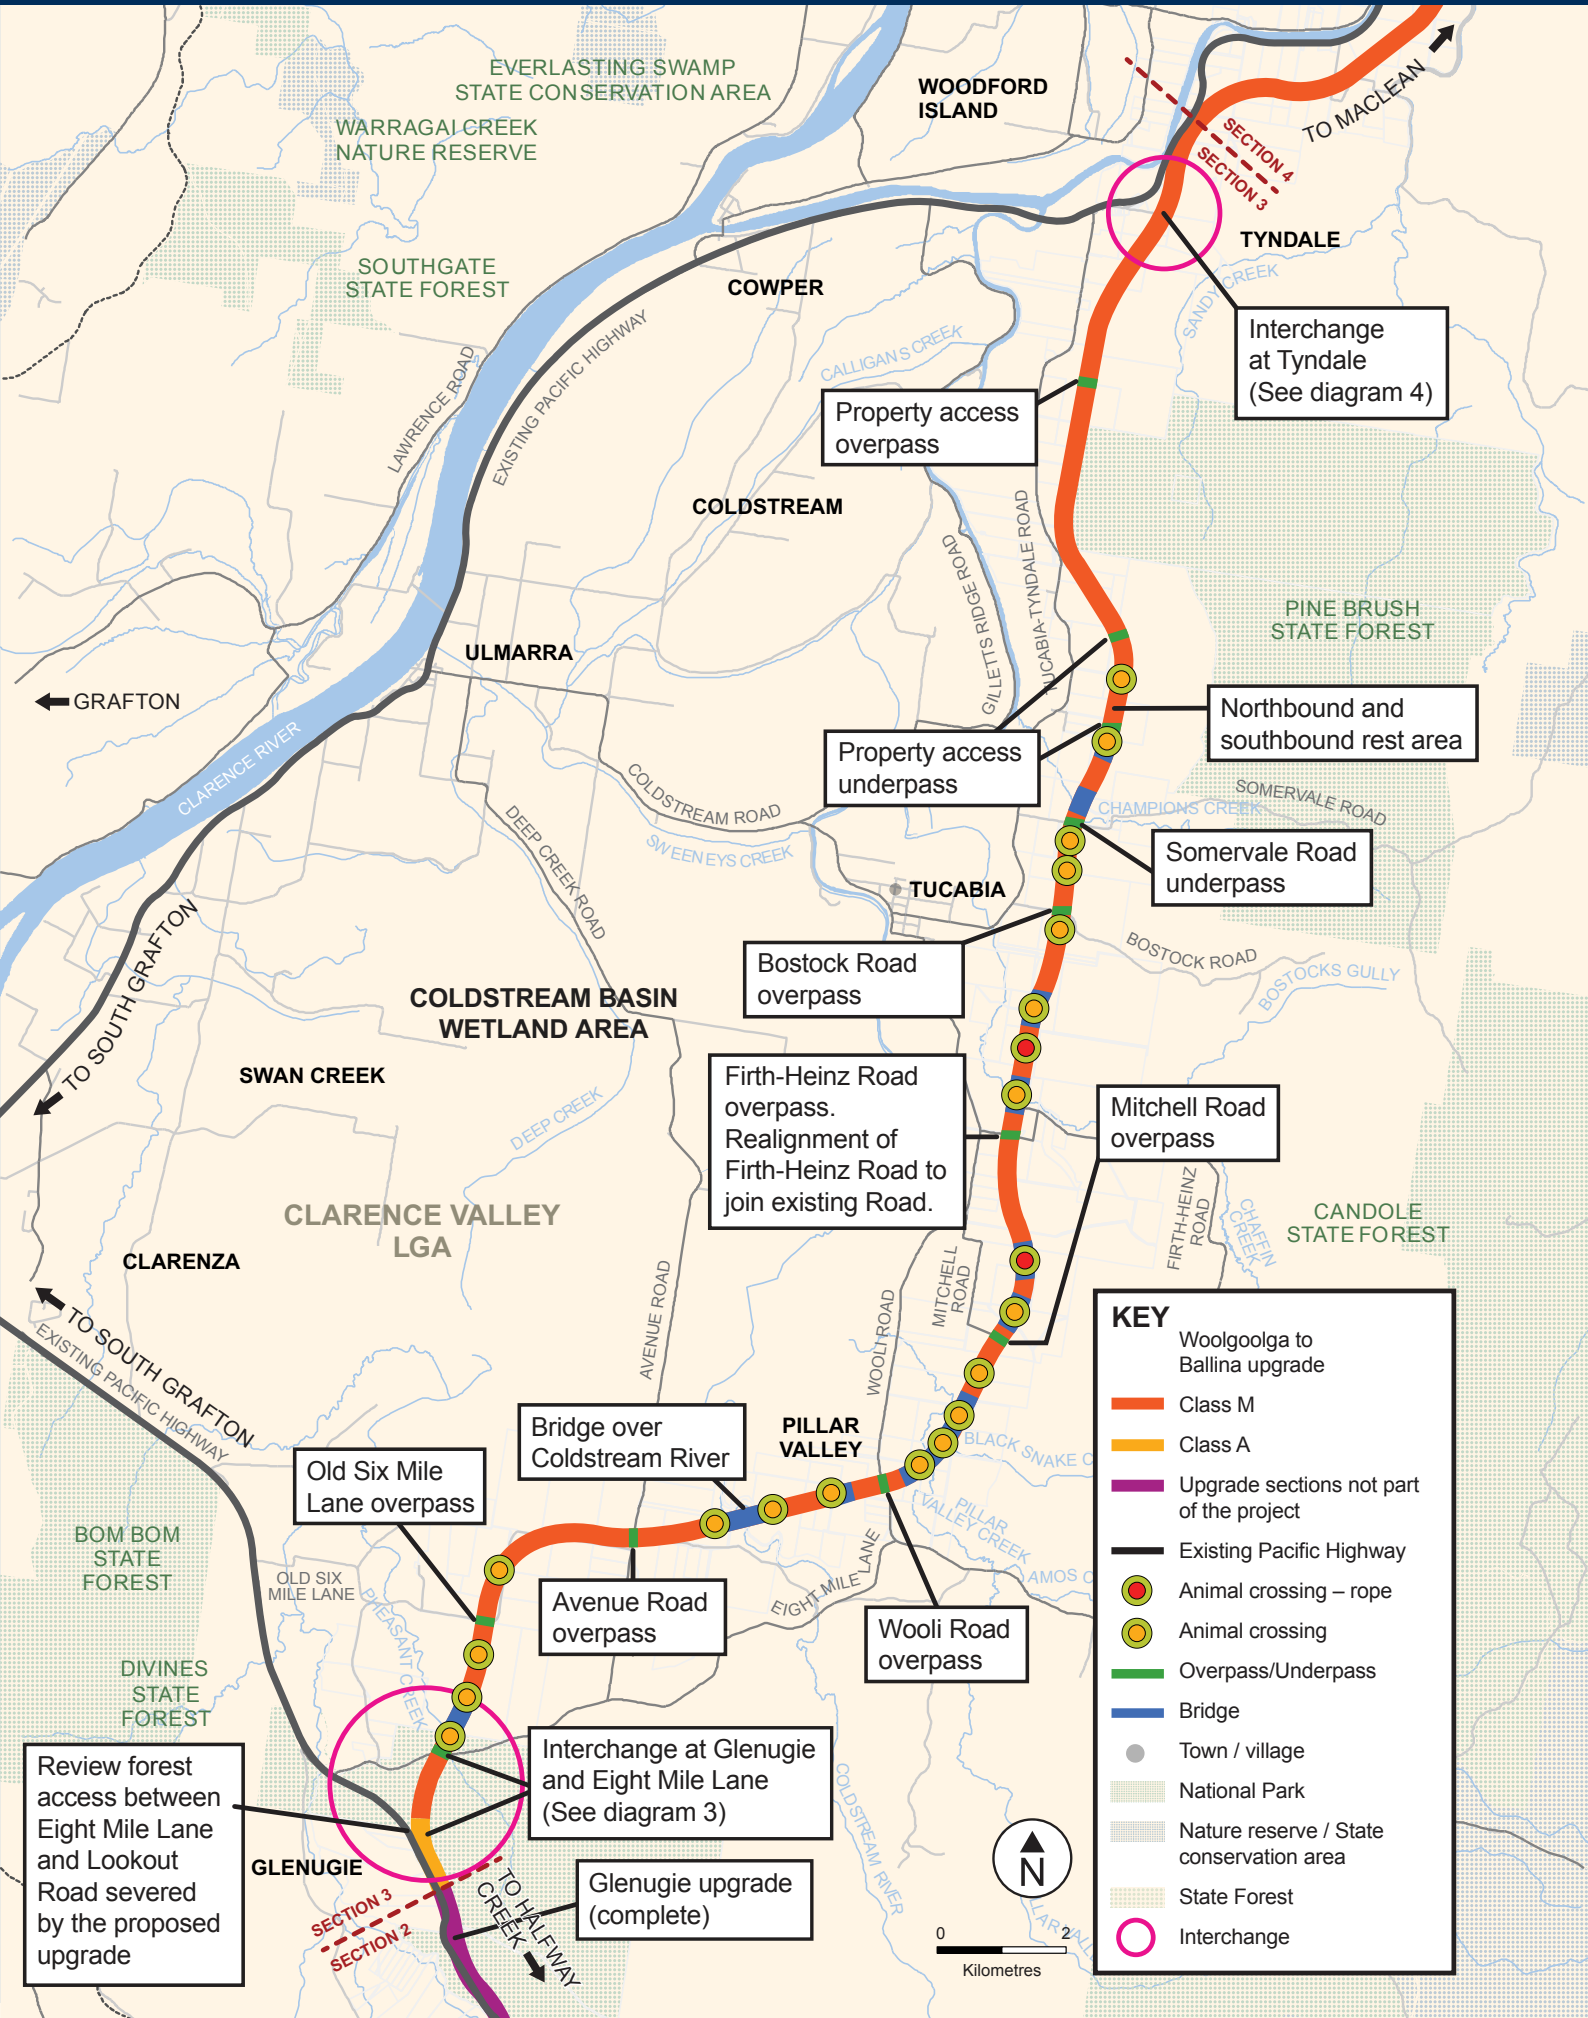 EVERLASTING SWAMP
STATE CONSERVATION AREA
WOODFORD
ISLAND
TO MACLEAN
WARRAGAI CREEK
NATURE RESERVE
SECTION 4
SECTION 3
TYNDALE
SOUTHGATE
STATE FOREST
COWPER
SANDY CREEK
Interchange
at Tyndale
(See diagram 4)
LAWRENCE ROAD
EXISTING PACIFIC HIGHWAY
CALLIGANS CREEK
Property access
overpass
COLDSTREAM
GILLETTS RIDGE ROAD
TUCABIA-TYNDALE ROAD
PINE BRUSH
STATE FOREST
ULMARRA
GRAFTON
Northbound and
southbound rest area
CLARENCE RIVER
Property access
underpass
COLDSTREAM ROAD
SOMERVALE ROAD
CHAMPIONS CREEK
DEEP CREEK ROAD
SWEENEYS CREEK
Somervale Road
underpass
TUCABIA
TO SOUTH GRAFTON
BOSTOCK ROAD
Bostock Road
overpass
BOSTOCKS GULLY
COLDSTREAM BASIN
WETLAND AREA
SWAN CREEK
DEEP CREEK
Firth-Heinz Road
overpass.
Realignment of
Firth-Heinz Road to
join existing Road.
Mitchell Road
overpass
CLARENCE VALLEY
LGA
FIRTH-HEINZ
ROAD
CHAFFIN
CREEK
CANDOLE
STATE FOREST
CLARENZA
AVENUE ROAD
WOOLI ROAD
MITCHELL
ROAD
TO SOUTH GRAFTON
EXISTING PACIFIC HIGHWAY
Bridge over
Coldstream River
PILLAR
VALLEY
BLACK SNAKE C
Old Six Mile
Lane overpass
PILLAR
VALLEY CREEK
BOM BOM
STATE
FOREST
OLD SIX
MILE LANE
PHEASANT CREEK
Avenue Road
overpass
EIGHT MILE LANE
AMOS C
Wooli Road
overpass
DIVINES
STATE
FOREST
Review forest
access between
Eight Mile Lane
and Lookout
Road severed
by the proposed
upgrade
Interchange at Glenugie
and Eight Mile Lane
(See diagram 3)
COLDSTREAM RIVER
GLENUGIE
SECTION 3
SECTION 2
TO HALFWAY
CREEK
Glenugie upgrade
(complete)
N
0 2
Kilometres
KEY
Woolgoolga to
Ballina upgrade
Class M
Class A
Upgrade sections not part
of the project
Existing Pacific Highway
Animal crossing – rope
Animal crossing
Overpass/Underpass
Bridge
Town / village
National Park
Nature reserve / State
conservation area
State Forest
Interchange